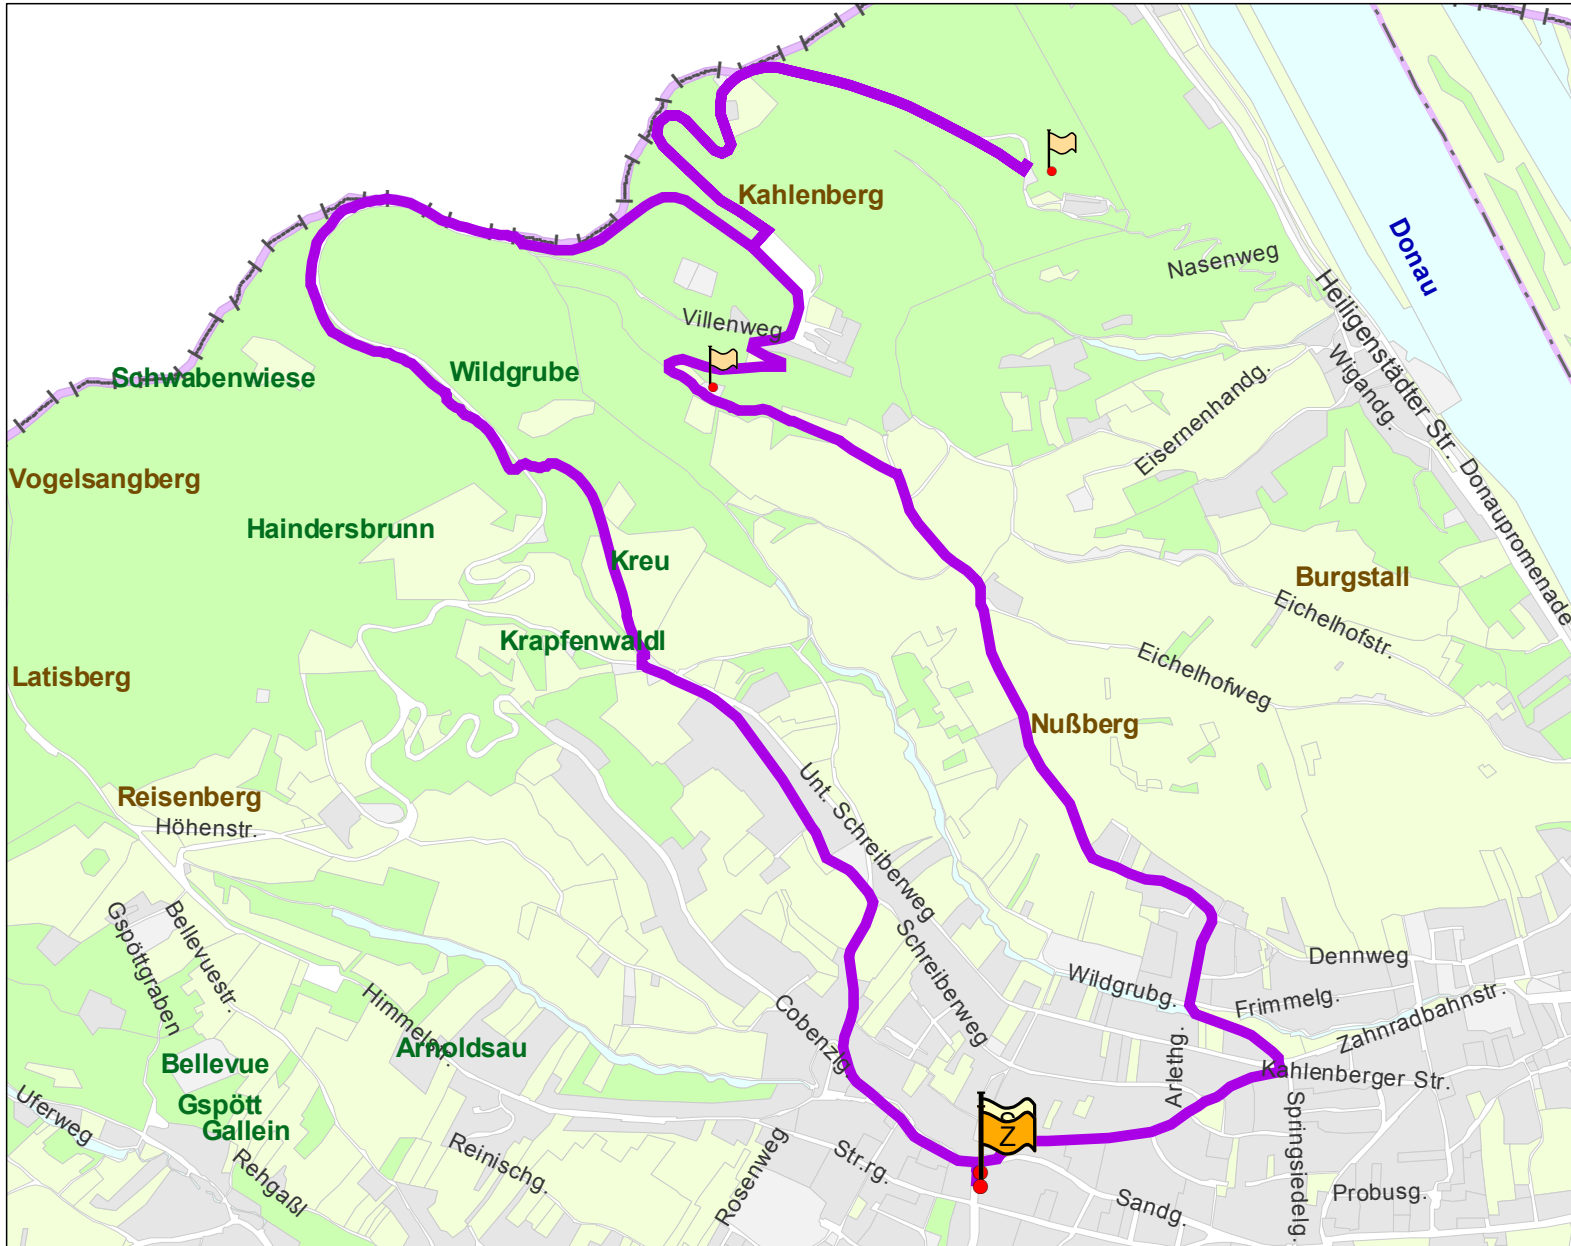 Kahlenberg
Donau
Nasenweg
Heiligenstädter Str.
Villenweg
Schwabenwiese
Wildgrube
Wigandg.
Eisernenhandg.
Vogelsangberg
Donaupromenade
Haindersbrunn
Kreu
Burgstall
Eichelhofstr.
Krapfenwaldl
Eichelhofweg
Latisberg
Nußberg
Reisenberg
Höhenstr.
Unt. Schreiberweg
Gspöttgraben
Bellevuestr.
Schreiberweg
Dennweg
Wildgrubg.
Frimmelg.
Zahnradbahnstr.
Himmelstr.
Cobenzlg.
Arnoldsau
Bellevue
Arlethg.
Kahlenberger Str.
Gspött
Gallein
Uferweg
Z
Springsiedelg.
Reinischg.
Rehgaßl
Rosenweg
Str.rg.
Sandg.
Probusg.